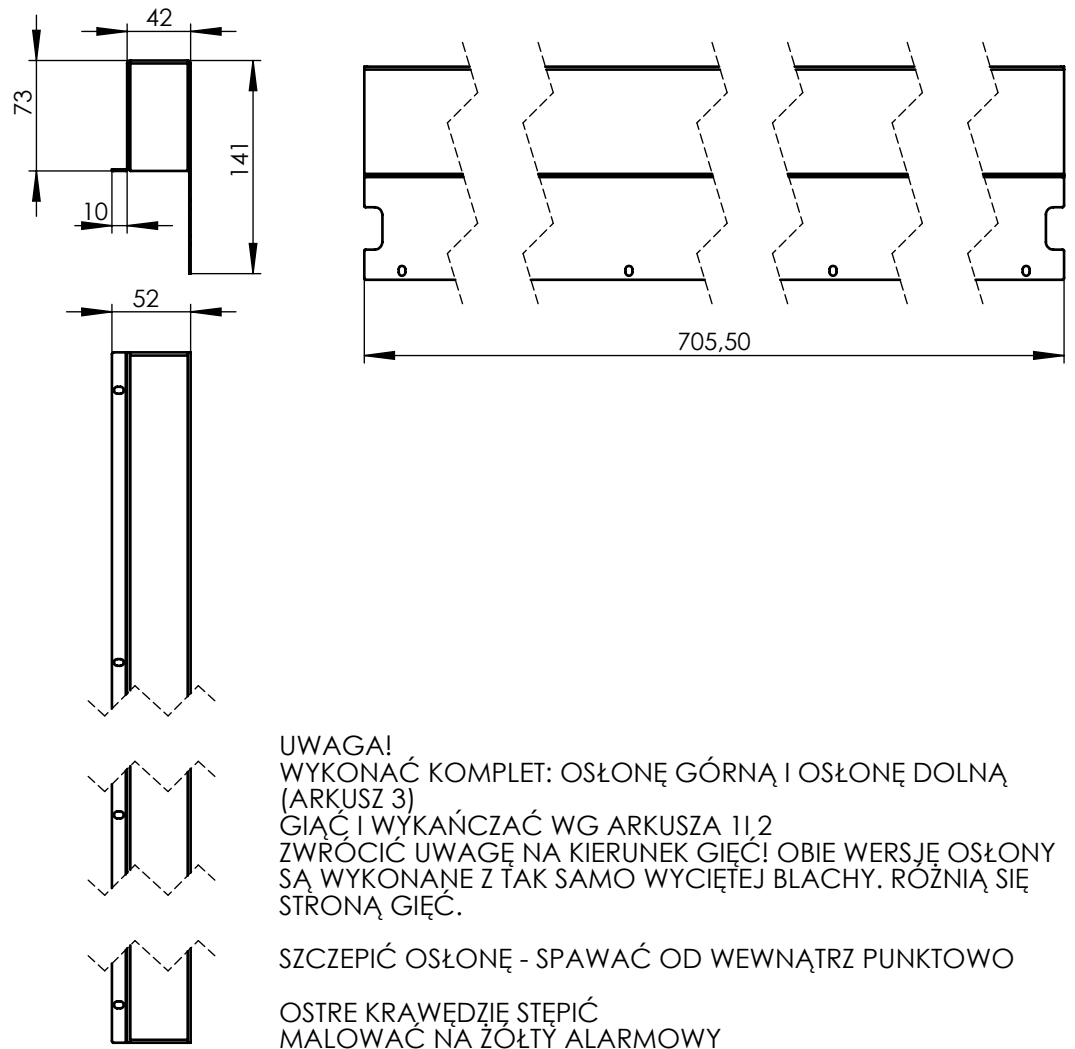 42
73
141
10
52
705,50
UWAGA!
WYKONAĆ KOMPLET: OSŁONĘ GÓRNĄ I OSŁONĘ DOLNĄ
(ARKUSZ 3)
GIĄĆ I WYKAŃCZAĆ WG ARKUSZA 1I 2
ZWRÓCIĆ UWAGĘ NA KIERUNEK GIĘĆ! OBIE WERSJE OSŁONY
SĄ WYKONANE Z TAK SAMO WYCIĘTEJ BLACHY. RÓŻNIĄ SIĘ
STRONĄ GIĘĆ.
SZCZEPIĆ OSŁONĘ - SPAWAĆ OD WEWNĄTRZ PUNKTOWO
OSTRE KRAWĘDZIE STĘPIĆ
MALOWAĆ NA ŻÓŁTY ALARMOWY